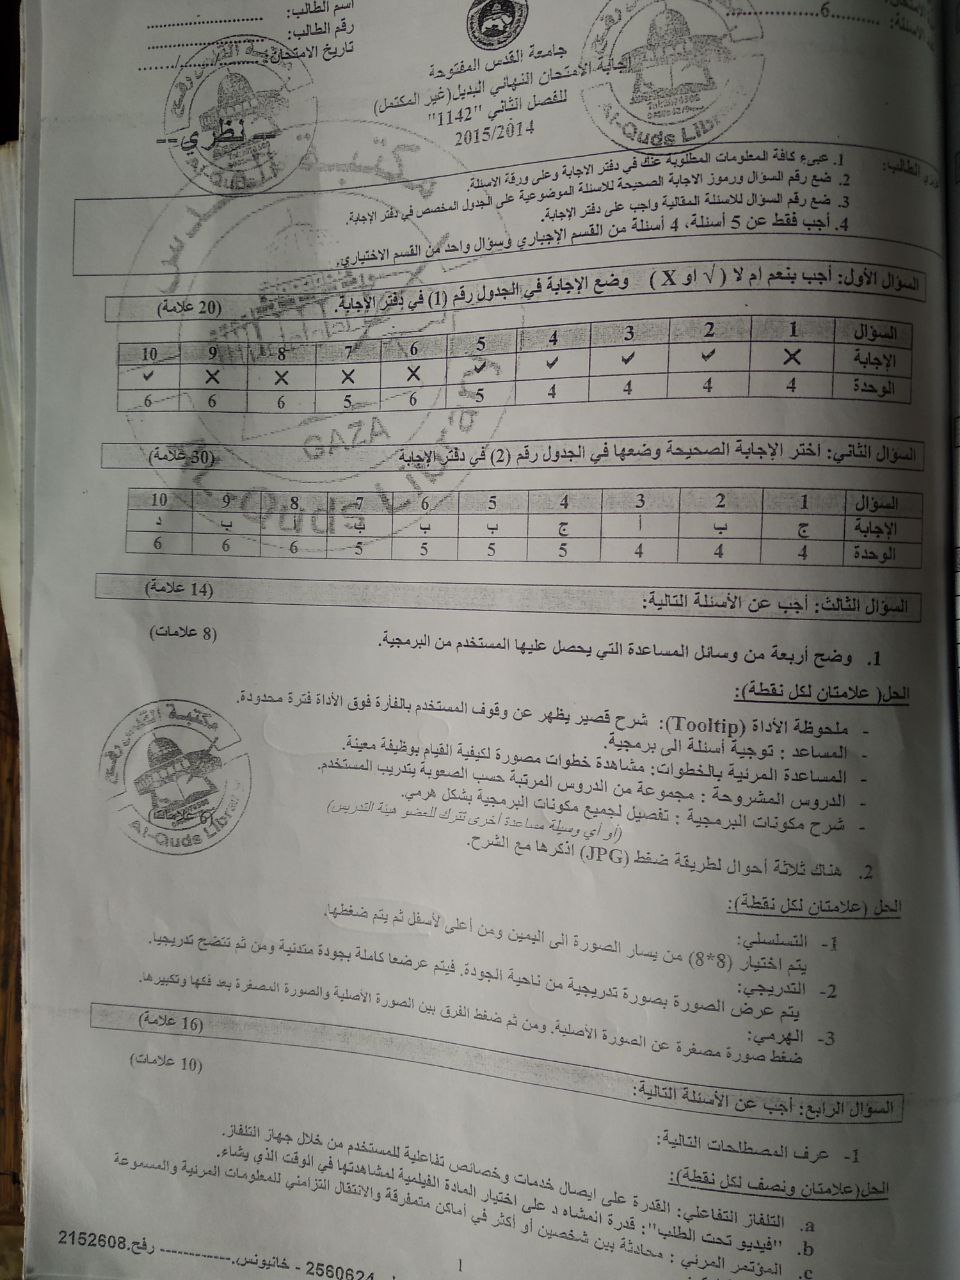 اسم الطالب: ....................
رقم الطالب: ....................
تاريخ الامتحان: ....../....../......
6
جامعة القدس المفتوحة
إجابة الامتحان النهائي البديل(غير المكتمل)
للفصل الثاني "1142"
2015/2014
-- نظري --
1. عبىء كافة المعلومات المطلوبة عنك في دفتر الاجابة وعلى ورقة الاسئلة.
2. ضع رقم السؤال ورموز الاجابة الصحيحة للاسئلة الموضوعية على الجدول المخصص في دفتر الإجابة.
3. ضع رقم السؤال للاسئلة المقالية واجب على دفتر الإجابة.
4. أجب فقط عن 5 أسئلة، 4 أسئلة من القسم الإجباري وسؤال واحد من القسم الاختياري.
السؤال الأول: أجب بنعم ام لا ( √ او X ) وضع الإجابة في الجدول رقم (1) في دفتر الإجابة. (20 علامة)
السؤال 1 2 3 4 5 6 7 8 9 10
الإجابة ✗ ✓ ✓ ✓ ✓ ✗ ✗ ✗ ✗ ✓
الوحدة 4 4 4 4 5 6 5 6 6 6
السؤال الثاني: اختر الإجابة الصحيحة وضعها في الجدول رقم (2) في دفتر الإجابة (30 علامة)
السؤال 1 2 3 4 5 6 7 8 9 10
الإجابة ج ب أ ج ب ب ب أ ب د
الوحدة 4 4 4 5 5 5 5 6 6 6
السؤال الثالث: أجب عن الأسئلة التالية: (14 علامة)
1. وضح أربعة من وسائل المساعدة التي يحصل عليها المستخدم من البرمجية. (8 علامات)
الحل( علامتان لكل نقطة):
- ملحوظة الأداة (Tooltip): شرح قصير يظهر عن وقوف المستخدم بالفأرة فوق الأداة فترة محدودة.
- المساعد : توجية أسئلة الى برمجية.
- المساعدة المرئية بالخطوات: مشاهدة خطوات مصورة لكيفية القيام بوظيفة معينة.
- الدروس المشروحة : مجموعة من الدروس المرتبة حسب الصعوبة بتدريب المستخدم.
- شرح مكونات البرمجية : تفصيل لجميع مكونات البرمجية بشكل هرمي.
(أو أي وسيلة مساعدة أخرى تترك لعضو هيئة التدريس)
2. هناك ثلاثة أحوال لطريقة ضغط (JPG) اذكرها مع الشرح. (6 علامات)
الحل (علامتان لكل نقطة):
1- التسلسلي:
يتم اختيار (8*8) من يسار الصورة الى اليمين ومن أعلى لأسفل ثم يتم ضغطها.
2- التدريجي:
يتم عرض الصورة بصورة تدريجية من ناحية الجودة. فيتم عرضعا كاملة بجودة متدنية ومن ثم تتضح تدريجيا.
3- الهرمي:
ضغط صورة مصغرة عن الصورة الأصلية. ومن ثم ضغط الفرق بين الصورة الأصلية والصورة المصغرة بعد فكها وتكبيرها.
السؤال الرابع: أجب عن الأسئلة التالية: (16 علامة)
1- عرف المصطلحات التالية: (10 علامات)
الحل(علامتان ونصف لكل نقطة):
a. التلفاز التفاعلي: القدرة على ايصال خدمات وخصائص تفاعلية للمستخدم من خلال جهاز التلفاز.
b. "فيديو تحت الطلب": قدرة المشاه د على اختيار المادة الفيلمية لمشاهدتها في الوقت الذي يشاء.
c. المؤتمر المرئي : محادثة بين شخصين أو أكثر في أماكن متفرقة والانتقال التزامني للمعلومات المرئية والمسموعة
1
2560624 - خانيونس.------------ رفح.2152608
مكتبة القدس رفح
Al-Quds Library
GAZA